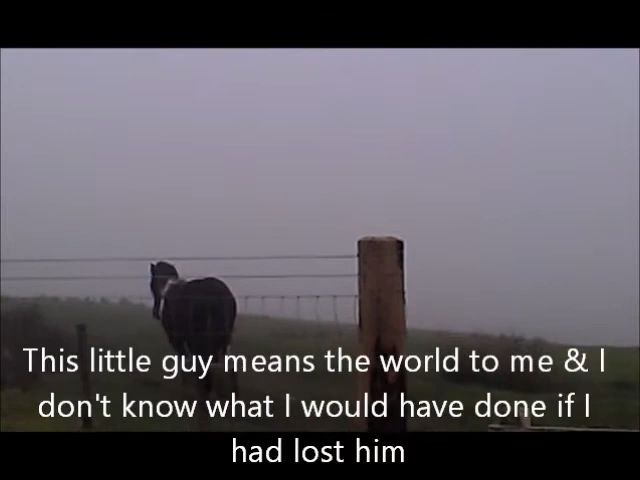 This little guy means the world to me & I
don't know what I would have done if I
had lost him